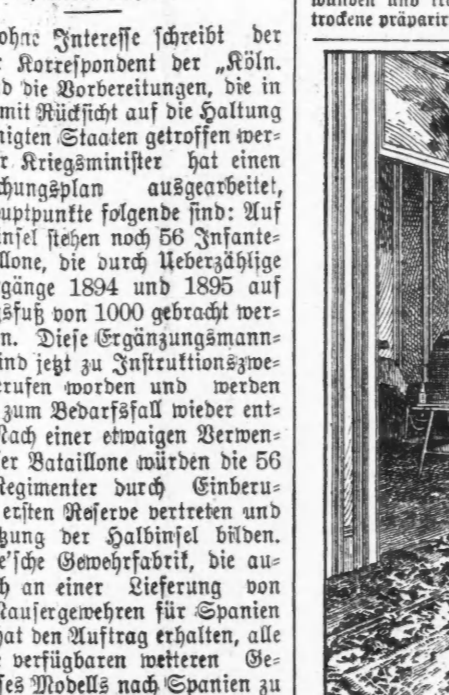 ohne Interesse schreibt der
Korrespondent der „Köln.
d die Vorbereitungen, die in
mit Rücksicht auf die Haltung
nigten Staaten getroffen wer-
r Kriegsminister hat einen
chungsplan ausgearbeitet,
uptpunkte folgende sind: Auf
insel stehen noch 56 Infante-
llone, die durch Ueberzählige
gänge 1894 und 1895 auf
gsfuß von 1000 gebracht wer-
n. Diese Ergänzungsmann-
ind jetzt zu Instruktionszwe-
erufen worden und werden
zum Bedarfsfall wieder ent-
Nach einer etwaigen Verwen-
er Bataillone würden die 56
Regimenter durch Einberu-
ersten Reserve vertreten und
tzung der Halbinsel bilden.
e'sche Gewehrfabrik, die au-
h an einer Lieferung von
Mausergewehren für Spanien
hat den Auftrag erhalten, alle
verfügbaren weiteren Ge-
ses Modells nach Spanien zu
trockene präparir